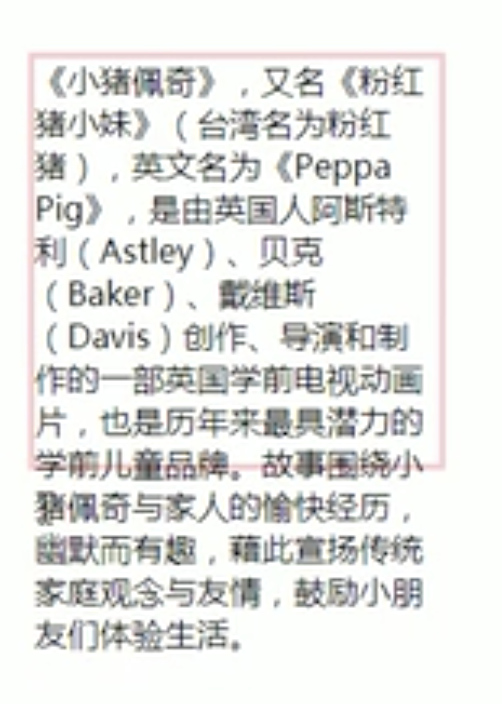 《小猪佩奇》，又名《粉红
猪小妹》（台湾名为粉红
猪），英文名为《Peppa
Pig》，是由英国人阿斯特
利（Astley）、贝克
（Baker）、戴维斯
（Davis）创作、导演和制
作的一部英国学前电视动画
片，也是历年来最具潜力的
学前儿童品牌。故事围绕小
猪佩奇与家人的愉快经历，
幽默而有趣，藉此宣扬传统
家庭观念与友情，鼓励小朋
友们体验生活。